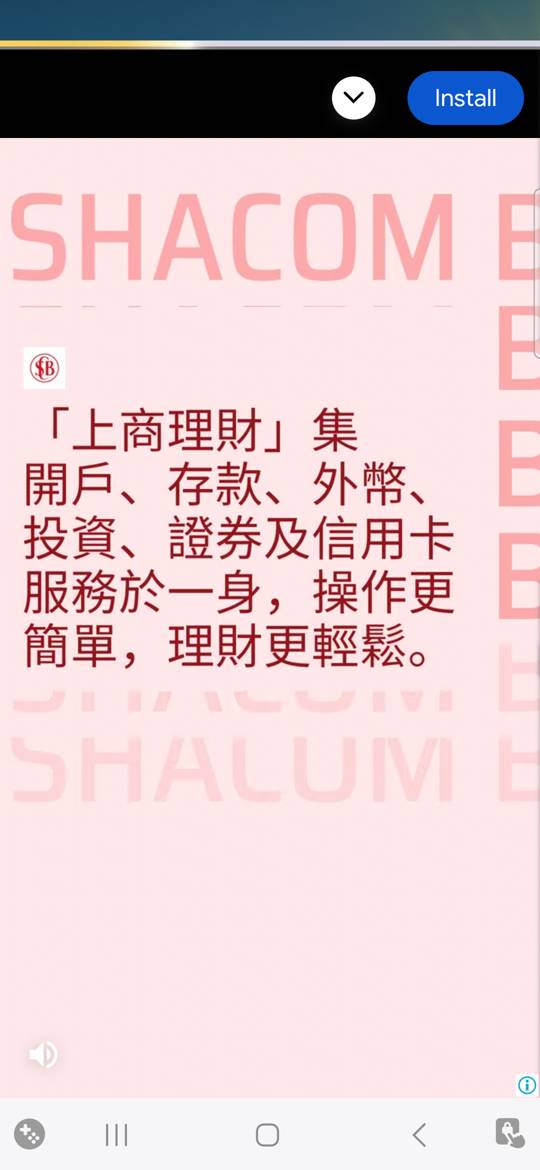 Install
SHACOM B
B
B
B
「上商理財」集
開戶、存款、外幣、
投資、證券及信用卡
服務於一身，操作更
簡單，理財更輕鬆。
SHACOM B